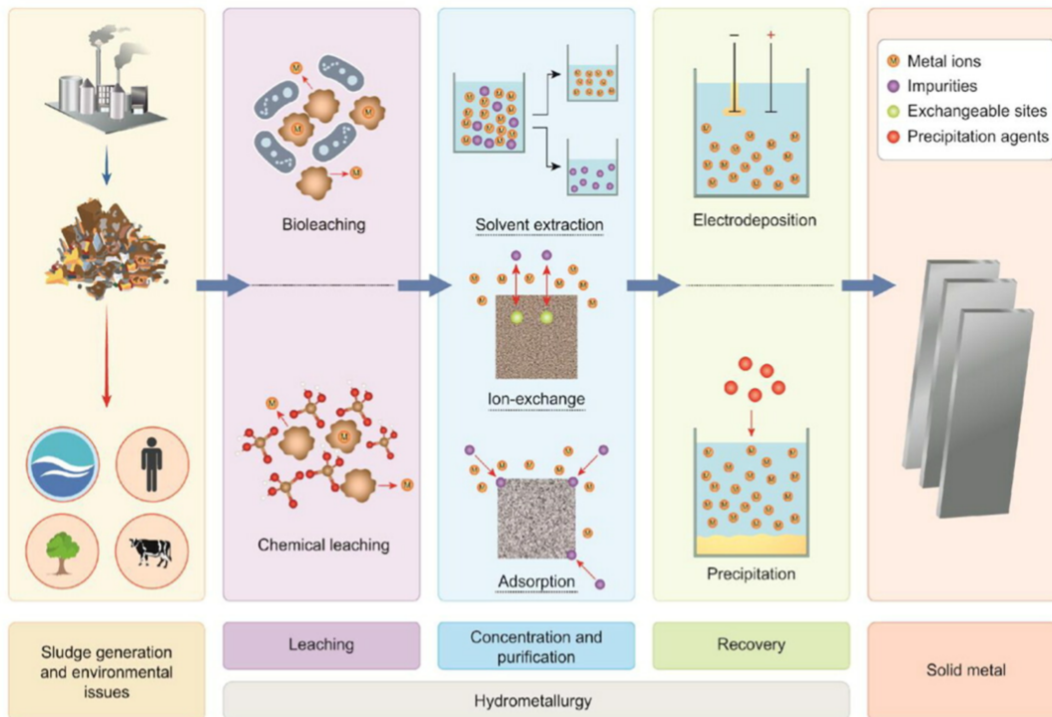 Bioleaching
Chemical leaching
Solvent extraction
Ion-exchange
Adsorption
− +
Electrodeposition
Precipitation
Metal ions
Impurities
Exchangeable sites
Precipitation agents
Sludge generation
and environmental
issues
Leaching
Concentration and
purification
Recovery
Solid metal
Hydrometallurgy